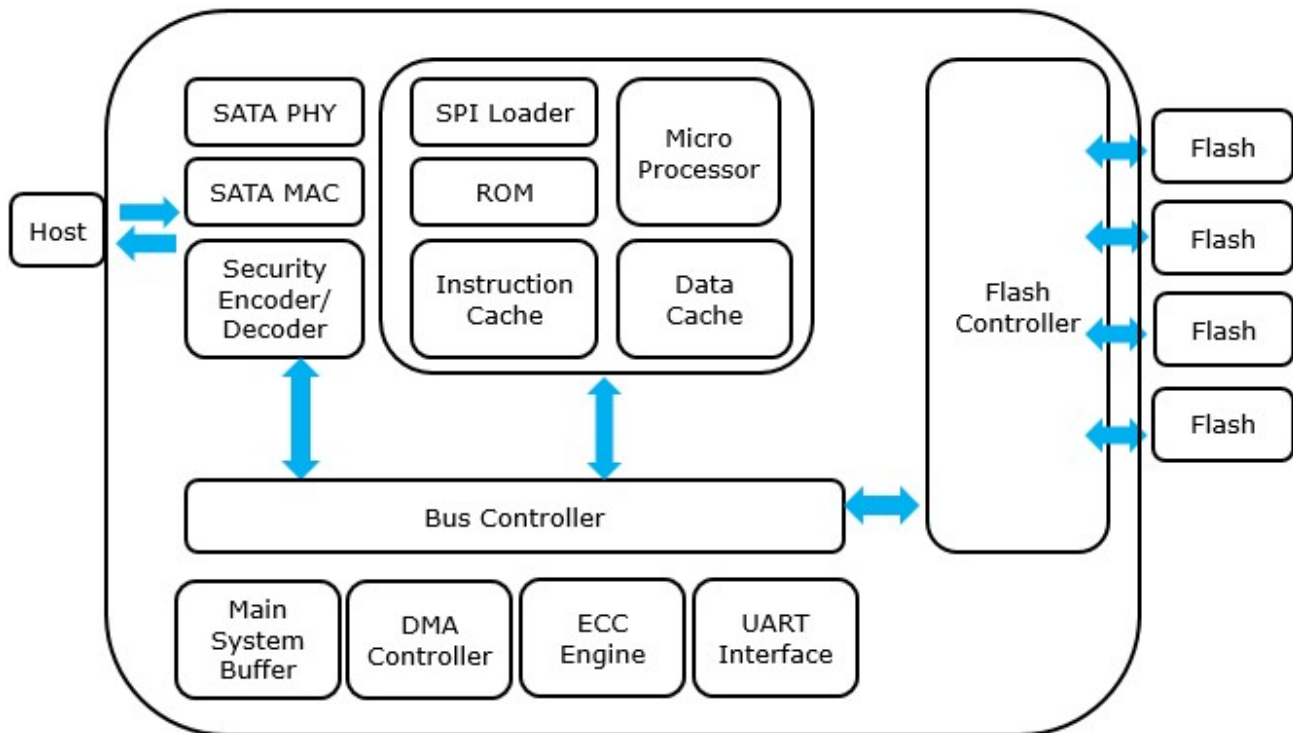 Host
SATA PHY
SATA MAC
Security
Encoder/
Decoder
SPI Loader
ROM
Instruction
Cache
Micro
Processor
Data
Cache
Flash
Controller
Flash
Flash
Flash
Flash
Bus Controller
Main
System
Buffer
DMA
Controller
ECC
Engine
UART
Interface